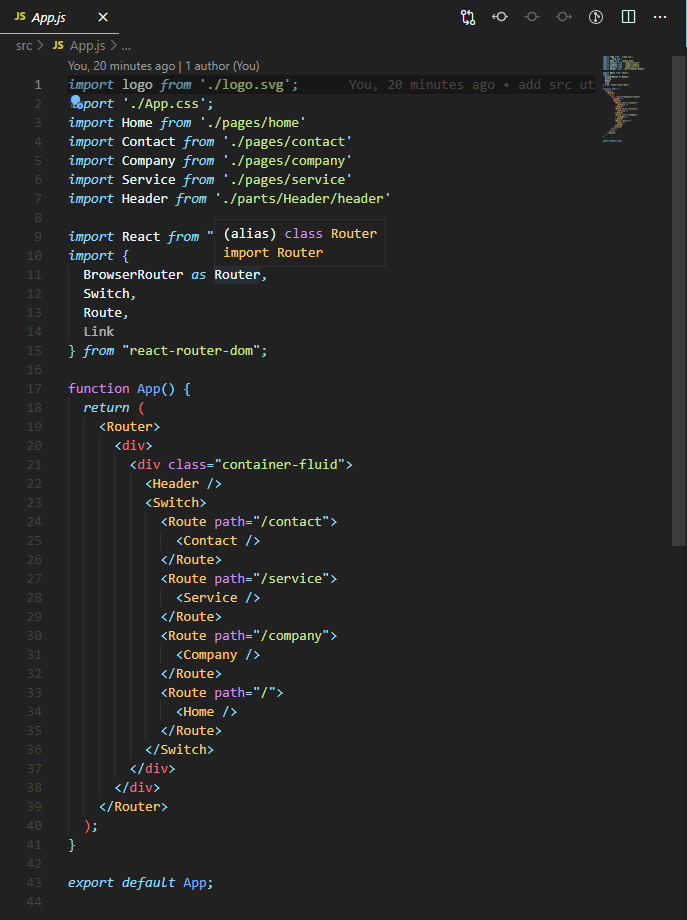 JS App.js ×
src > JS App.js > ...
You, 20 minutes ago | 1 author (You)
1 import logo from './logo.svg'; You, 20 minutes ago • add src ut
2 import './App.css';
3 import Home from './pages/home'
4 import Contact from './pages/contact'
5 import Company from './pages/company'
6 import Service from './pages/service'
7 import Header from './parts/Header/header'
8
(alias) class Router
import Router
9 import React from "
10 import {
11 BrowserRouter as Router,
12 Switch,
13 Route,
14 Link
15 } from "react-router-dom";
16
17 function App() {
18 return (
19 <Router>
20 <div>
21 <div class="container-fluid">
22 <Header />
23 <Switch>
24 <Route path="/contact">
25 <Contact />
26 </Route>
27 <Route path="/service">
28 <Service />
29 </Route>
30 <Route path="/company">
31 <Company />
32 </Route>
33 <Route path="/">
34 <Home />
35 </Route>
36 </Switch>
37 </div>
38 </div>
39 </Router>
40 );
41 }
42
43 export default App;
44